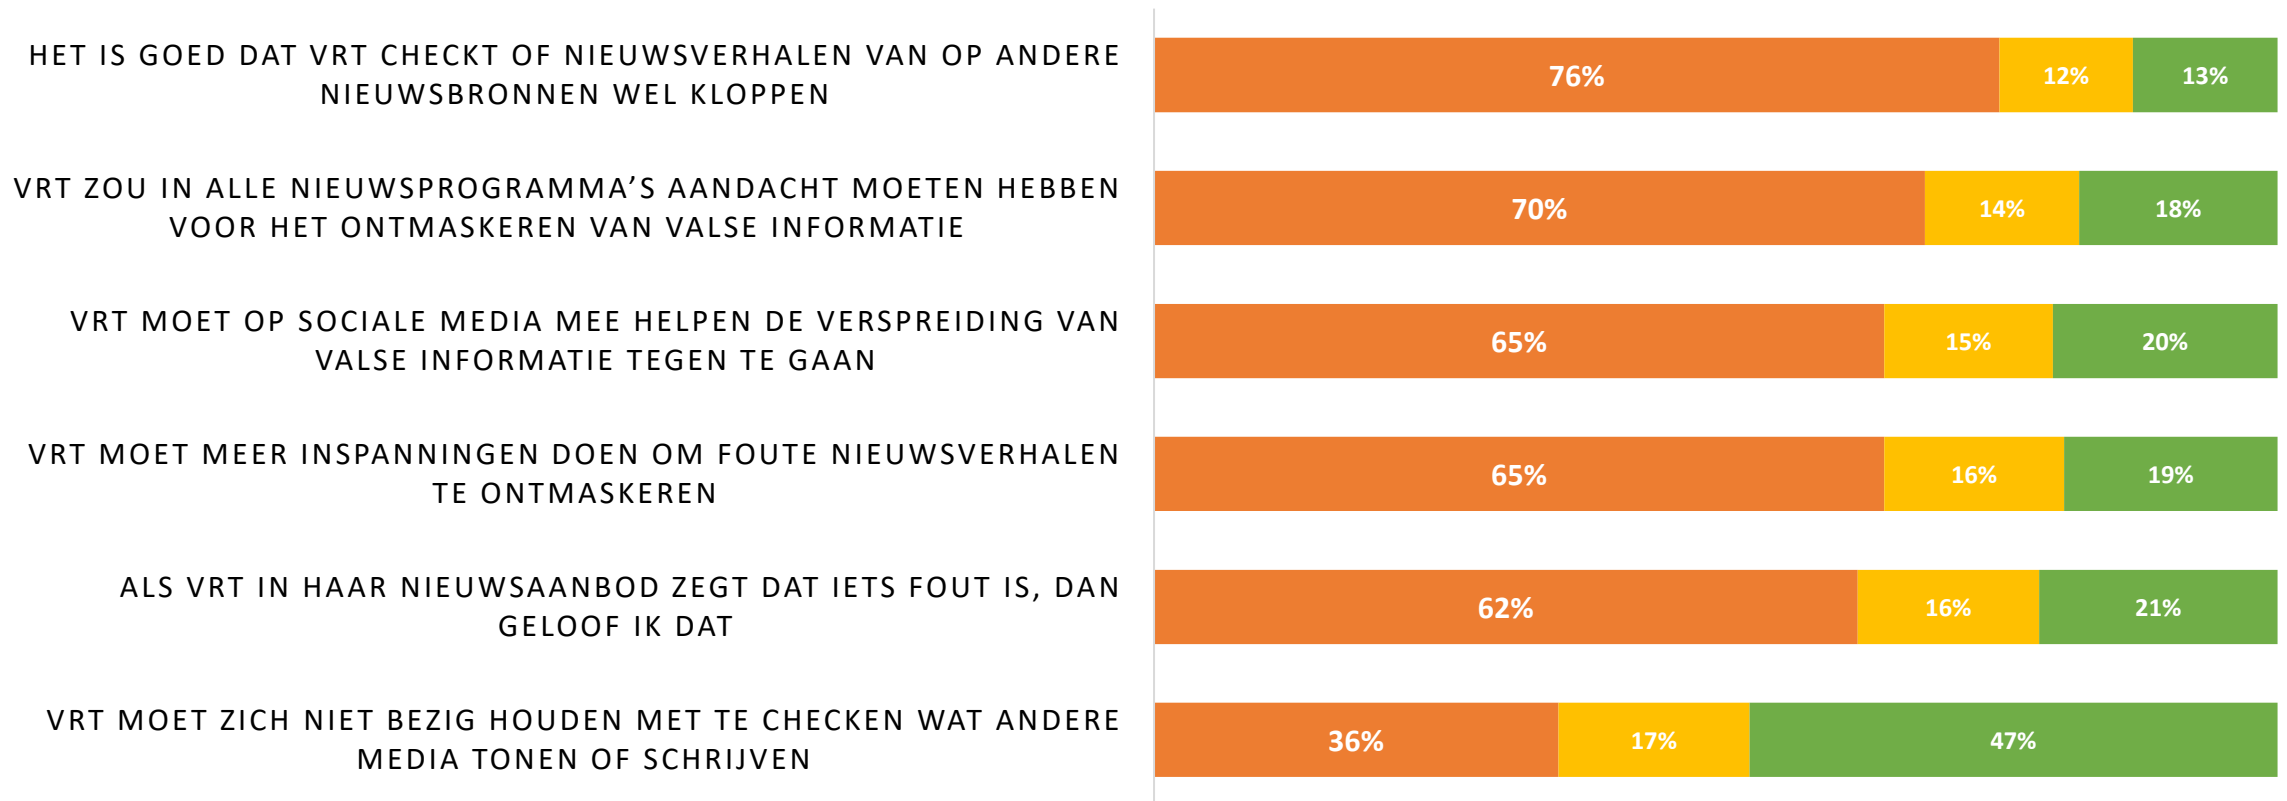 HET IS GOED DAT VRT CHECKT OF NIEUWSVERHALEN VAN OP ANDERE
NIEUWSBRONNEN WEL KLOPPEN
76% 12% 13%
VRT ZOU IN ALLE NIEUWSPROGRAMMA’S AANDACHT MOETEN HEBBEN
VOOR HET ONTMASKEREN VAN VALSE INFORMATIE
70% 14% 18%
VRT MOET OP SOCIALE MEDIA MEE HELPEN DE VERSPREIDING VAN
VALSE INFORMATIE TEGEN TE GAAN
65% 15% 20%
VRT MOET MEER INSPANNINGEN DOEN OM FOUTE NIEUWSVERHALEN
TE ONTMASKEREN
65% 16% 19%
ALS VRT IN HAAR NIEUWSAANBOD ZEGT DAT IETS FOUT IS, DAN
GELOOF IK DAT
62% 16% 21%
VRT MOET ZICH NIET BEZIG HOUDEN MET TE CHECKEN WAT ANDERE
MEDIA TONEN OF SCHRIJVEN
36% 17% 47%